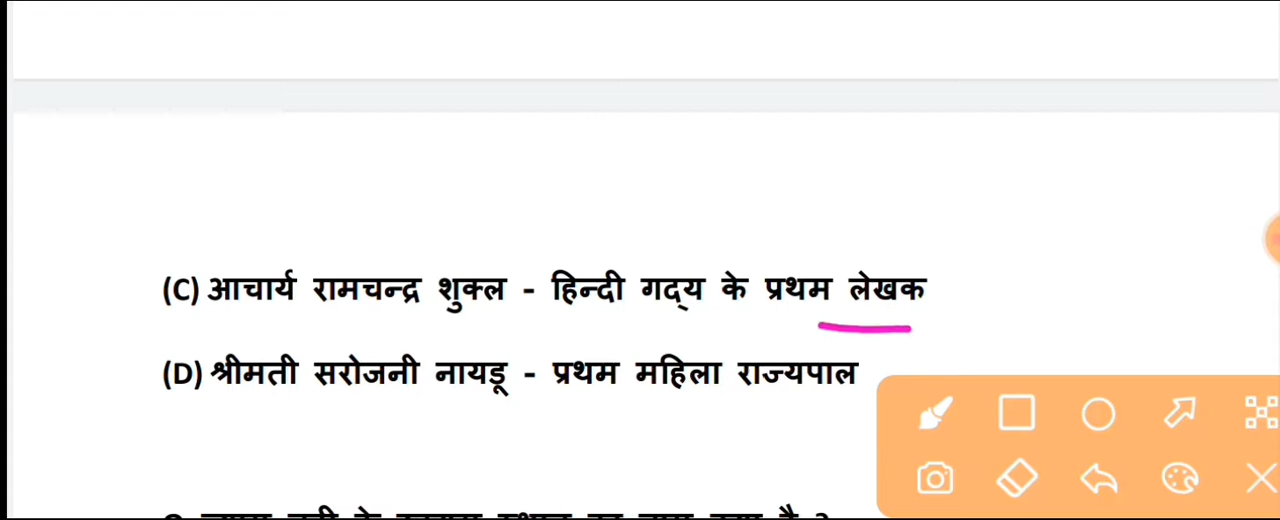 (C) आचार्य रामचन्द्र शुक्ल - हिन्दी गद्य के प्रथम लेखक
(D) श्रीमती सरोजनी नायडू - प्रथम महिला राज्यपाल